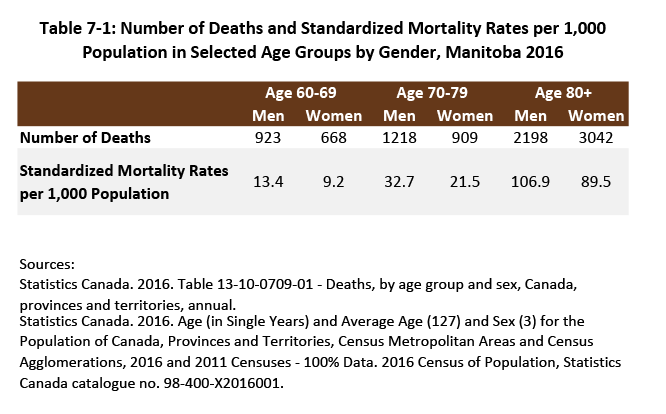 Table 7-1: Number of Deaths and Standardized Mortality Rates per 1,000
Population in Selected Age Groups by Gender, Manitoba 2016
Age 60-69 Age 70-79 Age 80+
Men Women Men Women Men Women
Number of Deaths 923 668 1218 909 2198 3042
Standardized Mortality Rates
per 1,000 Population 13.4 9.2 32.7 21.5 106.9 89.5
Sources:
Statistics Canada. 2016. Table 13-10-0709-01 - Deaths, by age group and sex, Canada,
provinces and territories, annual.
Statistics Canada. 2016. Age (in Single Years) and Average Age (127) and Sex (3) for the
Population of Canada, Provinces and Territories, Census Metropolitan Areas and Census
Agglomerations, 2016 and 2011 Censuses - 100% Data. 2016 Census of Population, Statistics
Canada catalogue no. 98-400-X2016001.